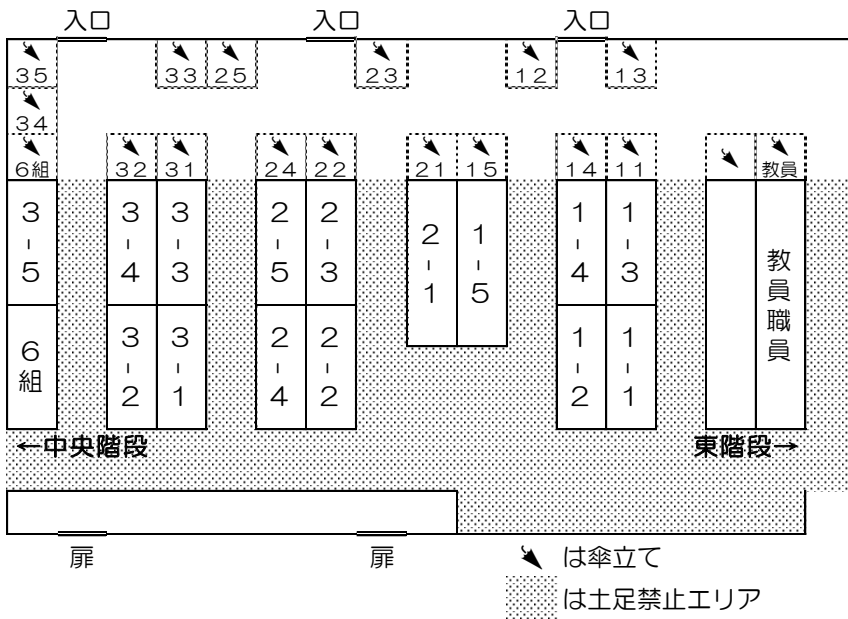 入口 入口 入口
35 33 25 23 12 13
34
6組 32 31 24 22 21 15 14 11 教員
3-5 3-4 3-3 2-5 2-3 2-1 1-5 1-4 1-3 教員職員
6組 3-2 3-1 2-4 2-2 1-2 1-1
←中央階段 東階段→
扉 扉
は傘立て
は土足禁止エリア